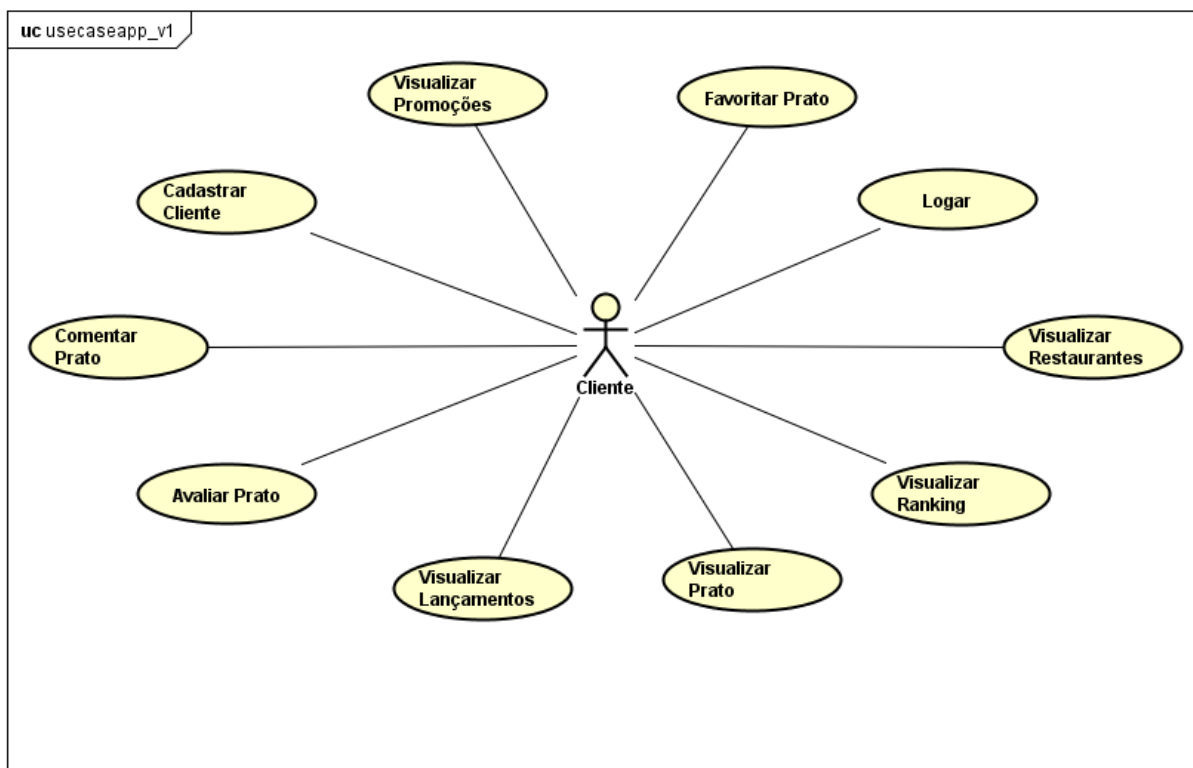 uc usecaseapp_v1
Visualizar
Promoções
Favoritar Prato
Cadastrar
Cliente
Logar
Comentar
Prato
Visualizar
Restaurantes
Cliente
Avaliar Prato
Visualizar
Ranking
Visualizar
Lançamentos
Visualizar
Prato